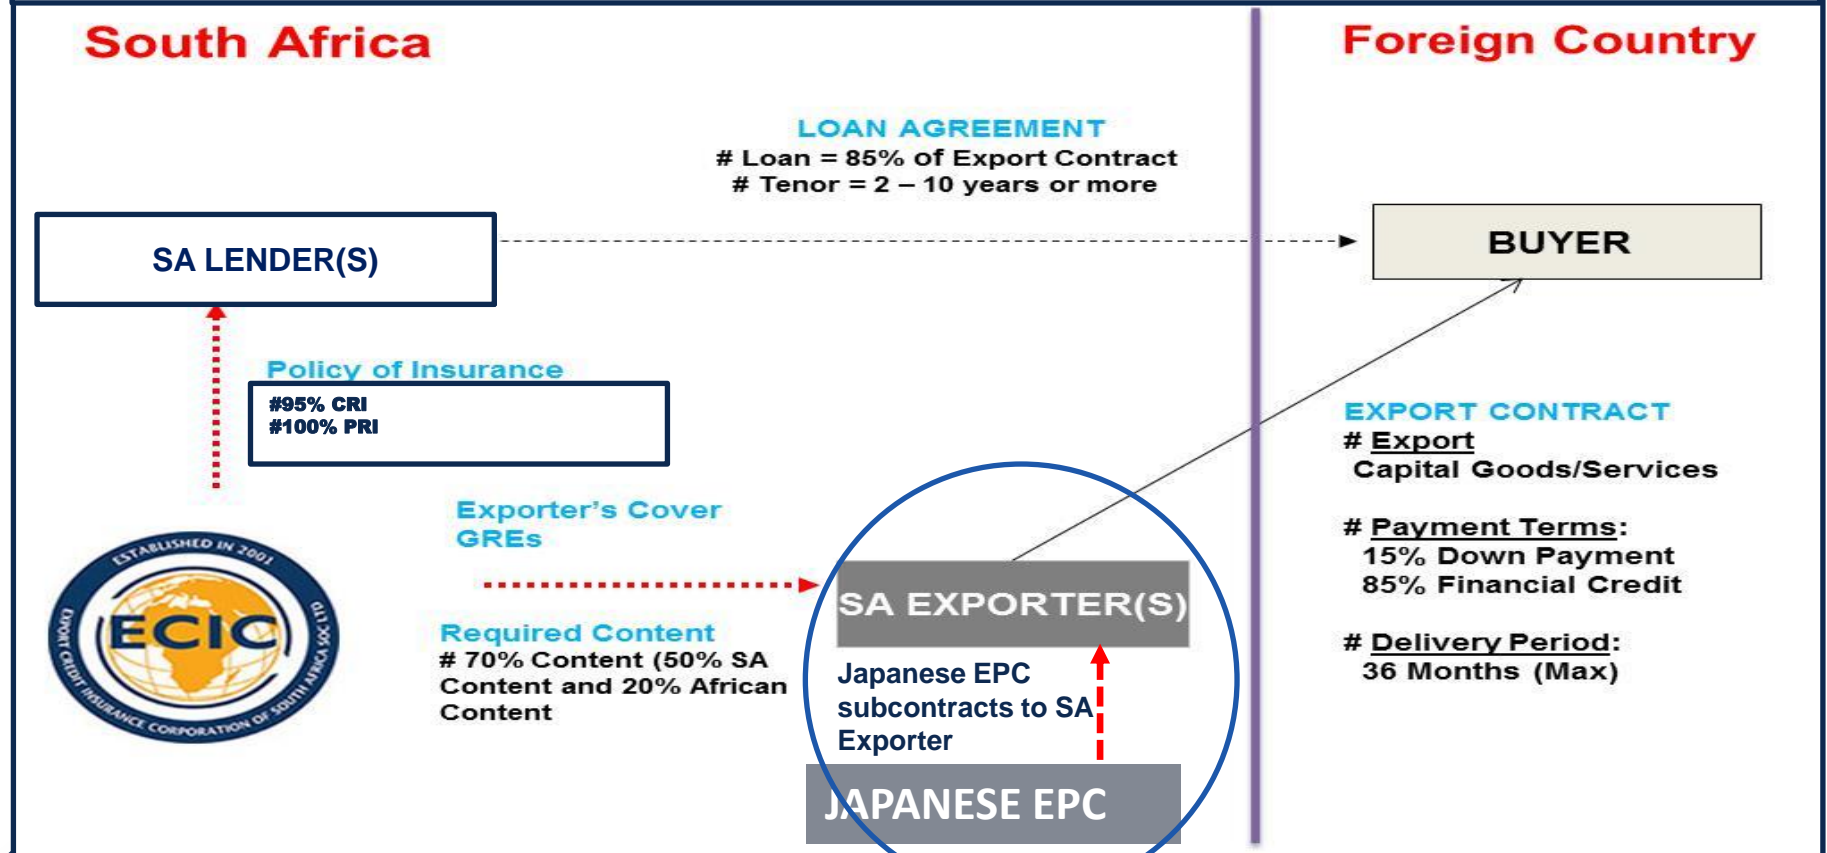 South Africa
Foreign Country
LOAN AGREEMENT
# Loan = 85% of Export Contract
# Tenor = 2 – 10 years or more
SA LENDER(S)
BUYER
Policy of Insurance
#95% CRI
#100% PRI
EXPORT CONTRACT
# Export
Capital Goods/Services
# Payment Terms:
15% Down Payment
85% Financial Credit
# Delivery Period:
36 Months (Max)
Exporter's Cover
GREs
ESTABLISHED IN 2001
ECIC
EXPORT CREDIT INSURANCE CORPORATION OF SOUTH AFRICA SOC LTD
Required Content
# 70% Content (50% SA
Content and 20% African
Content
SA EXPORTER(S)
Japanese EPC
subcontracts to SA
Exporter
JAPANESE EPC